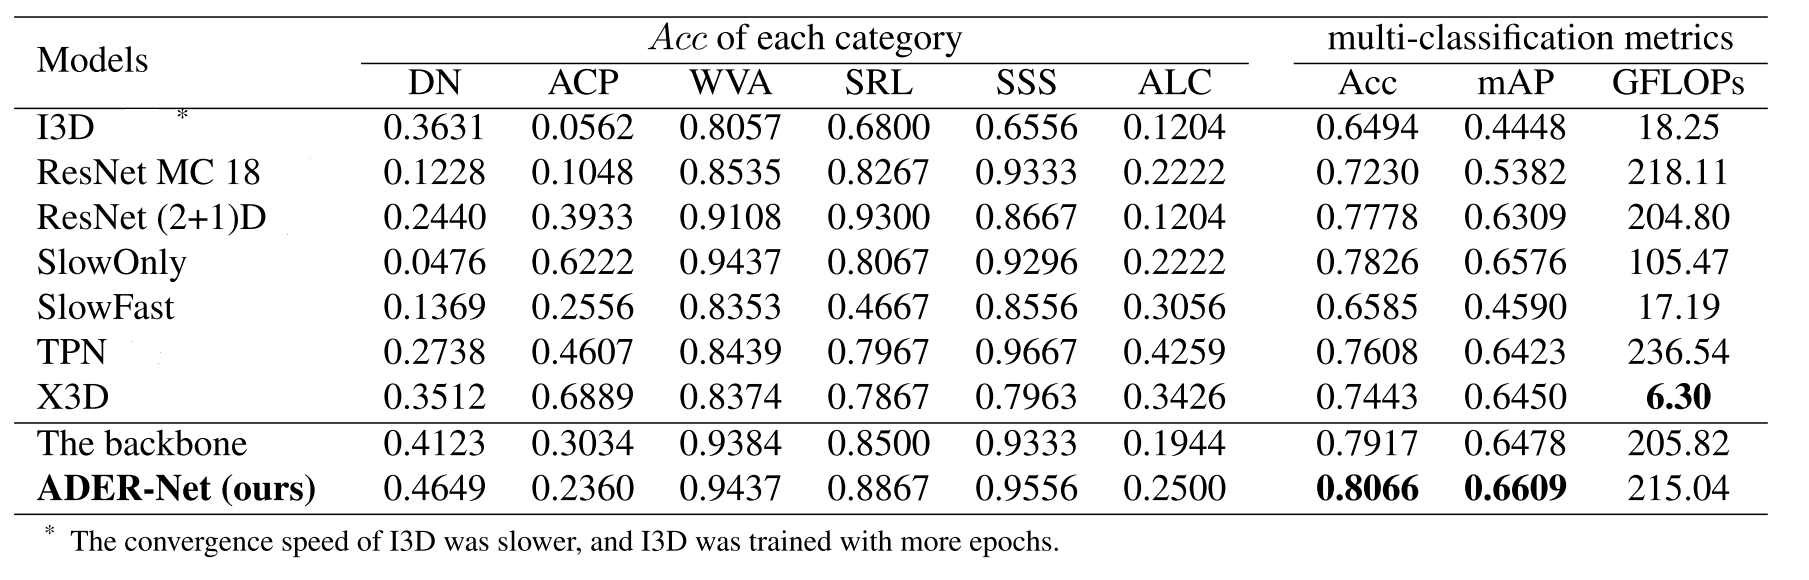 Models Acc of each category multi-classification metrics
DN ACP WVA SRL SSS ALC Acc mAP GFLOPs
I3D * 0.3631 0.0562 0.8057 0.6800 0.6556 0.1204 0.6494 0.4448 18.25
ResNet MC 18 0.1228 0.1048 0.8535 0.8267 0.9333 0.2222 0.7230 0.5382 218.11
ResNet (2+1)D 0.2440 0.3933 0.9108 0.9300 0.8667 0.1204 0.7778 0.6309 204.80
SlowOnly 0.0476 0.6222 0.9437 0.8067 0.9296 0.2222 0.7826 0.6576 105.47
SlowFast 0.1369 0.2556 0.8353 0.4667 0.8556 0.3056 0.6585 0.4590 17.19
TPN 0.2738 0.4607 0.8439 0.7967 0.9667 0.4259 0.7608 0.6423 236.54
X3D 0.3512 0.6889 0.8374 0.7867 0.7963 0.3426 0.7443 0.6450 6.30
The backbone 0.4123 0.3034 0.9384 0.8500 0.9333 0.1944 0.7917 0.6478 205.82
ADER-Net (ours) 0.4649 0.2360 0.9437 0.8867 0.9556 0.2500 0.8066 0.6609 215.04
* The convergence speed of I3D was slower, and I3D was trained with more epochs.